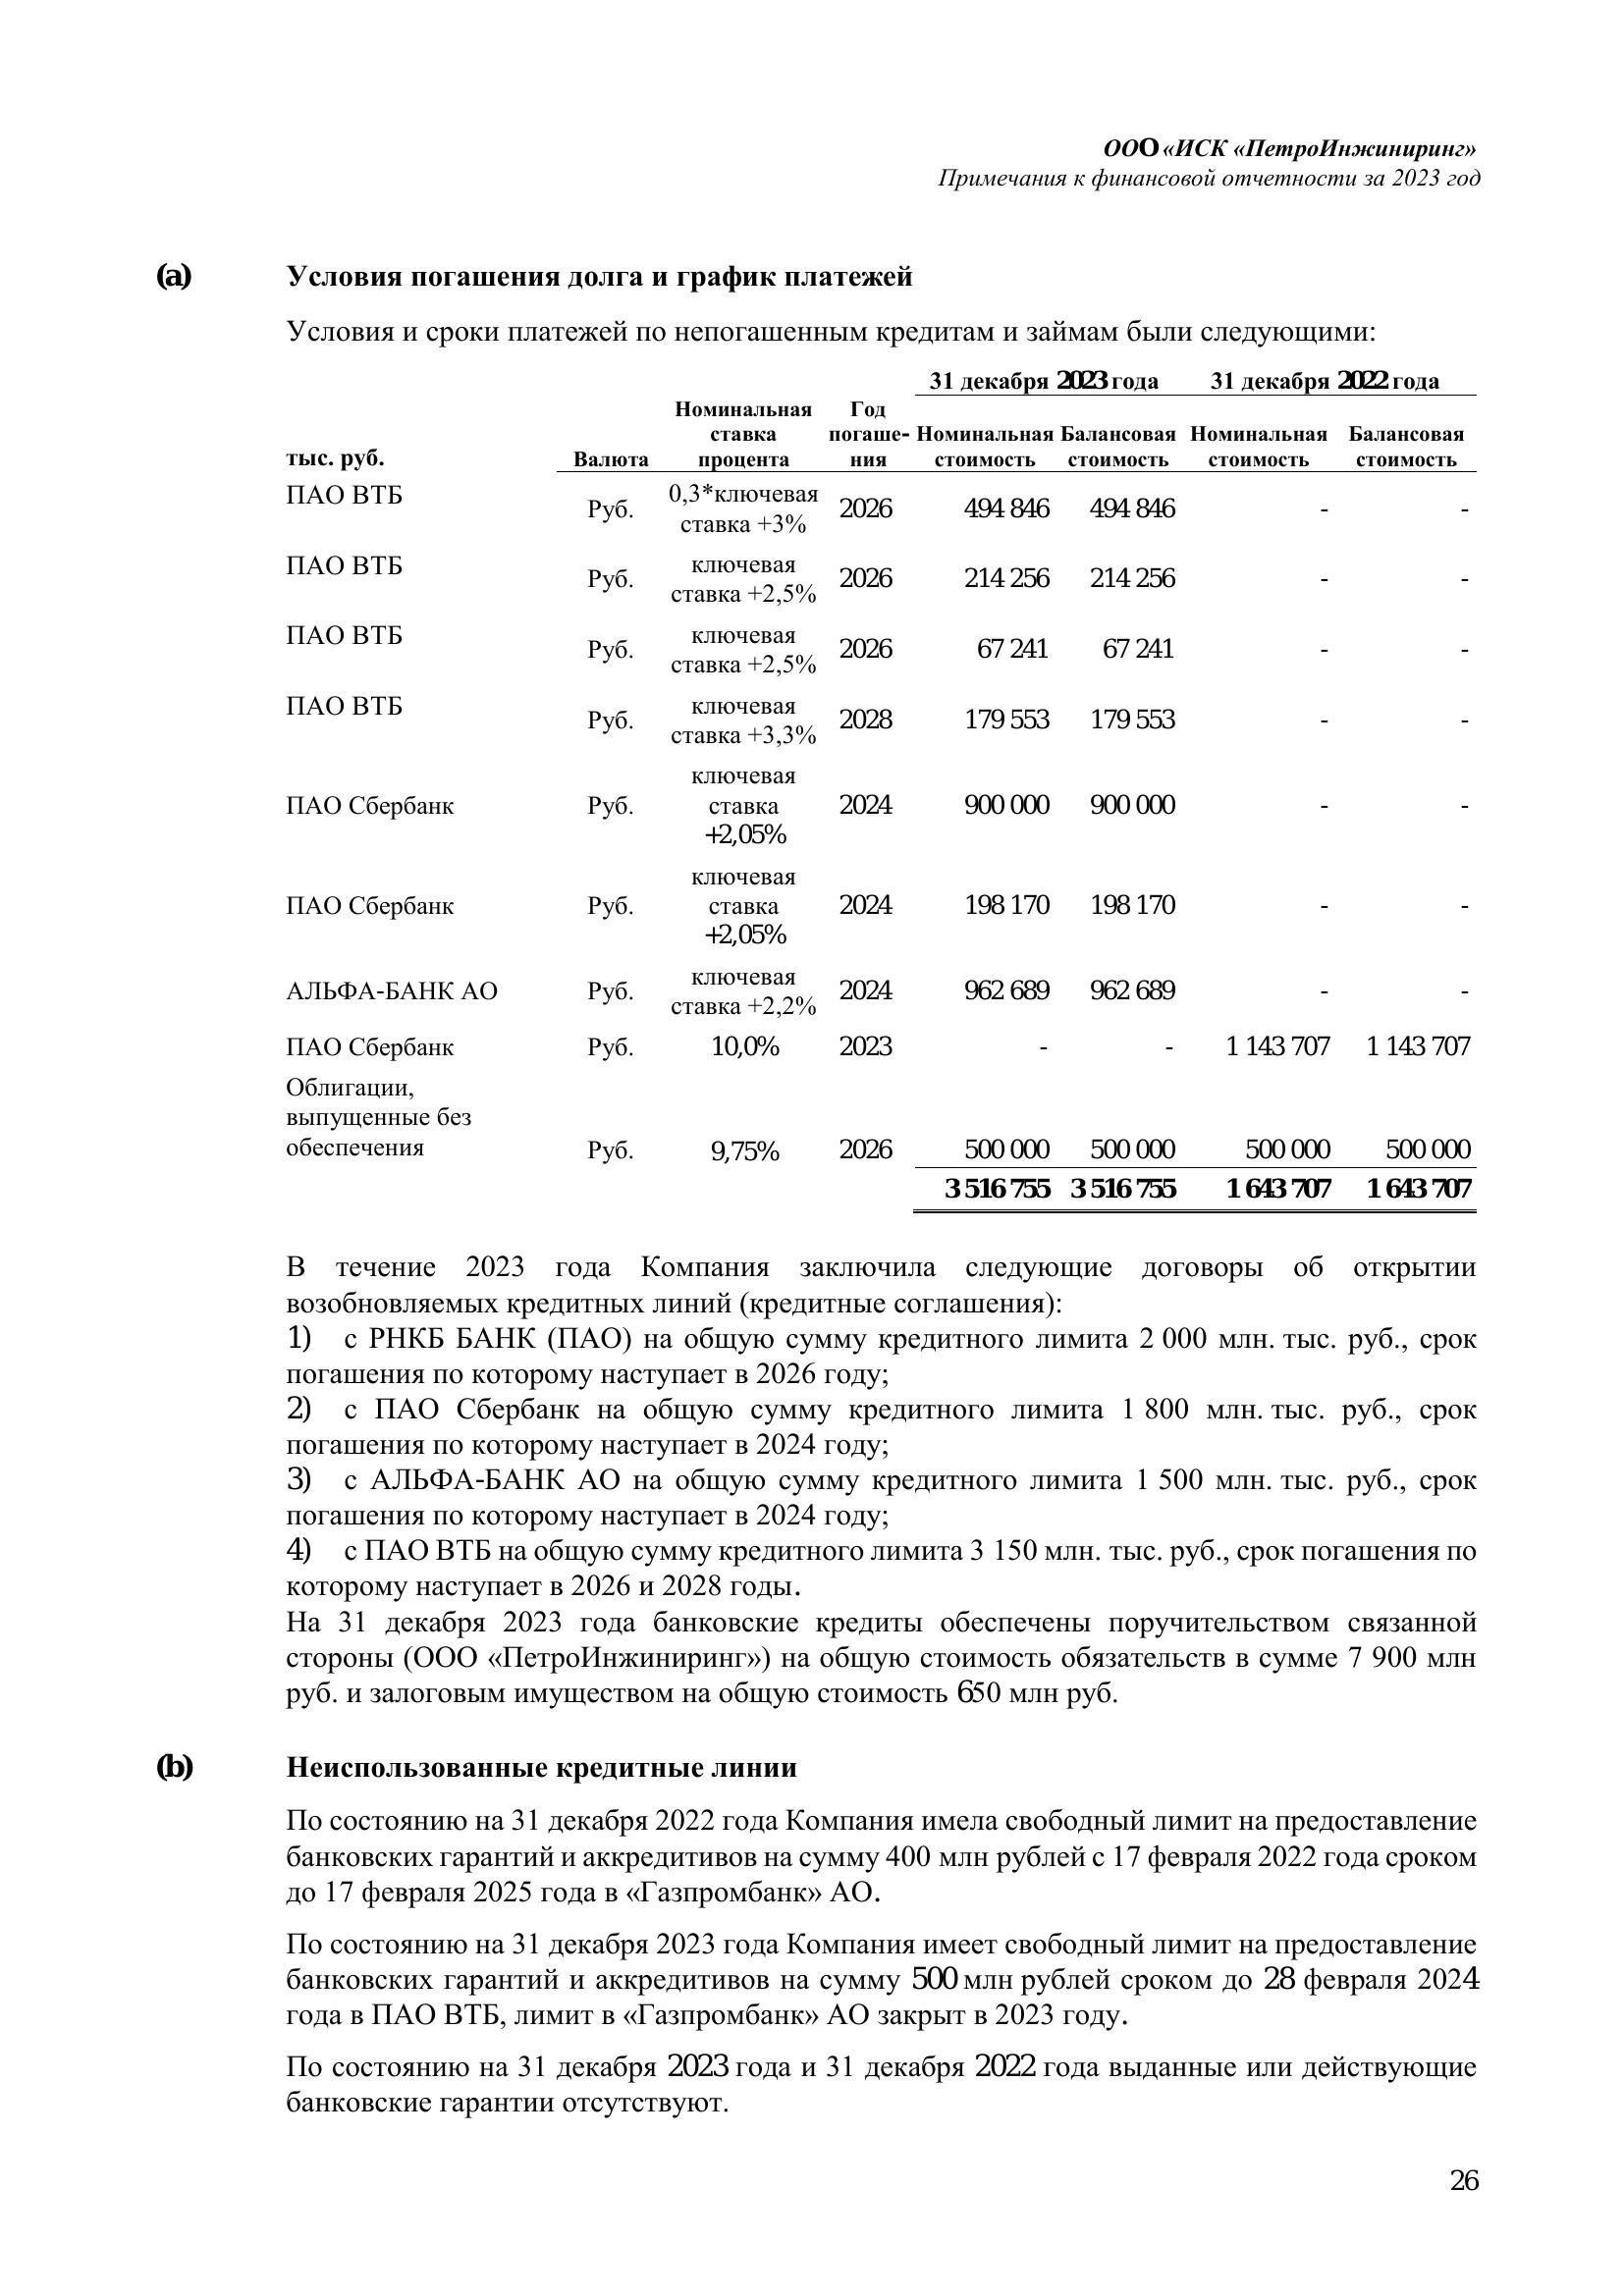 ООО «ИСК «ПетроИнжиниринг»
Примечания к финансовой отчетности за 2023 год
(a) Условия погашения долга и график платежей
Условия и сроки платежей по непогашенным кредитам и займам были следующими:
31 декабря 2023 года 31 декабря 2022 года
тыс. руб. Валюта Номинальная ставка процента Год погаше- ния Номинальная стоимость Балансовая стоимость Номинальная стоимость Балансовая стоимость
ПАО ВТБ Руб. 0,3*ключевая ставка +3% 2026 494 846 494 846 - -
ПАО ВТБ Руб. ключевая ставка +2,5% 2026 214 256 214 256 - -
ПАО ВТБ Руб. ключевая ставка +2,5% 2026 67 241 67 241 - -
ПАО ВТБ Руб. ключевая ставка +3,3% 2028 179 553 179 553 - -
ПАО Сбербанк Руб. ключевая ставка +2,05% 2024 900 000 900 000 - -
ПАО Сбербанк Руб. ключевая ставка +2,05% 2024 198 170 198 170 - -
АЛЬФА-БАНК АО Руб. ключевая ставка +2,2% 2024 962 689 962 689 - -
ПАО Сбербанк Руб. 10,0% 2023 - - 1 143 707 1 143 707
Облигации, выпущенные без обеспечения Руб. 9,75% 2026 500 000 500 000 500 000 500 000
3 516 755 3 516 755 1 643 707 1 643 707
В течение 2023 года Компания заключила следующие договоры об открытии
возобновляемых кредитных линий (кредитные соглашения):
1) с РНКБ БАНК (ПАО) на общую сумму кредитного лимита 2 000 млн. тыс. руб., срок
погашения по которому наступает в 2026 году;
2) с ПАО Сбербанк на общую сумму кредитного лимита 1 800 млн. тыс. руб., срок
погашения по которому наступает в 2024 году;
3) с АЛЬФА-БАНК АО на общую сумму кредитного лимита 1 500 млн. тыс. руб., срок
погашения по которому наступает в 2024 году;
4) с ПАО ВТБ на общую сумму кредитного лимита 3 150 млн. тыс. руб., срок погашения по
которому наступает в 2026 и 2028 годы.
На 31 декабря 2023 года банковские кредиты обеспечены поручительством связанной
стороны (ООО «ПетроИнжиниринг») на общую стоимость обязательств в сумме 7 900 млн
руб. и залоговым имуществом на общую стоимость 650 млн руб.
(b) Неиспользованные кредитные линии
По состоянию на 31 декабря 2022 года Компания имела свободный лимит на предоставление
банковских гарантий и аккредитивов на сумму 400 млн рублей с 17 февраля 2022 года сроком
до 17 февраля 2025 года в «Газпромбанк» АО.
По состоянию на 31 декабря 2023 года Компания имеет свободный лимит на предоставление
банковских гарантий и аккредитивов на сумму 500 млн рублей сроком до 28 февраля 2024
года в ПАО ВТБ, лимит в «Газпромбанк» АО закрыт в 2023 году.
По состоянию на 31 декабря 2023 года и 31 декабря 2022 года выданные или действующие
банковские гарантии отсутствуют.
26